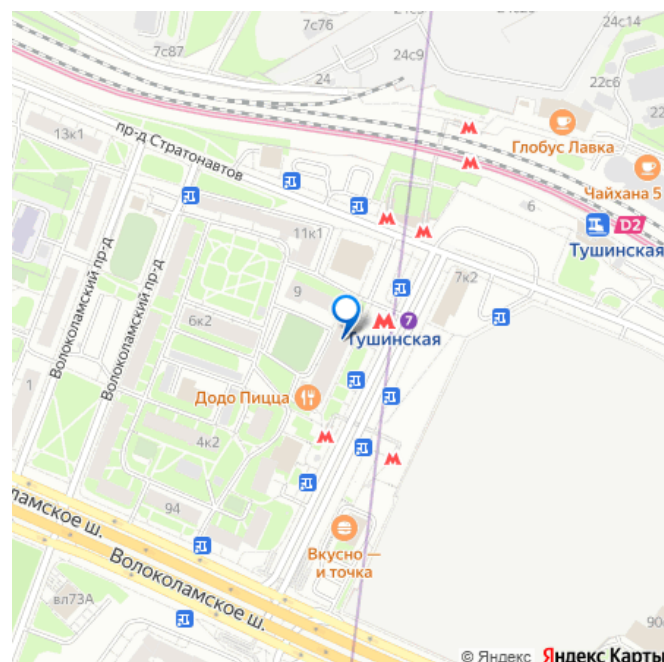 7с76
7с87
24с9
24
24с14
22с6
Глобус Лавка
Чайхана 5
13к1
пр-д Стратонавтов
6
D2
Тушинская
11к1
7к2
9
Волоколамский пр-д
Волоколамский пр-д
6к2
7
Тушинская
1
Додо Пицца
4к2
94
Волоколамское ш.
Вкусно —
и точка
вл73А
© Яндекс Яндекс Карты